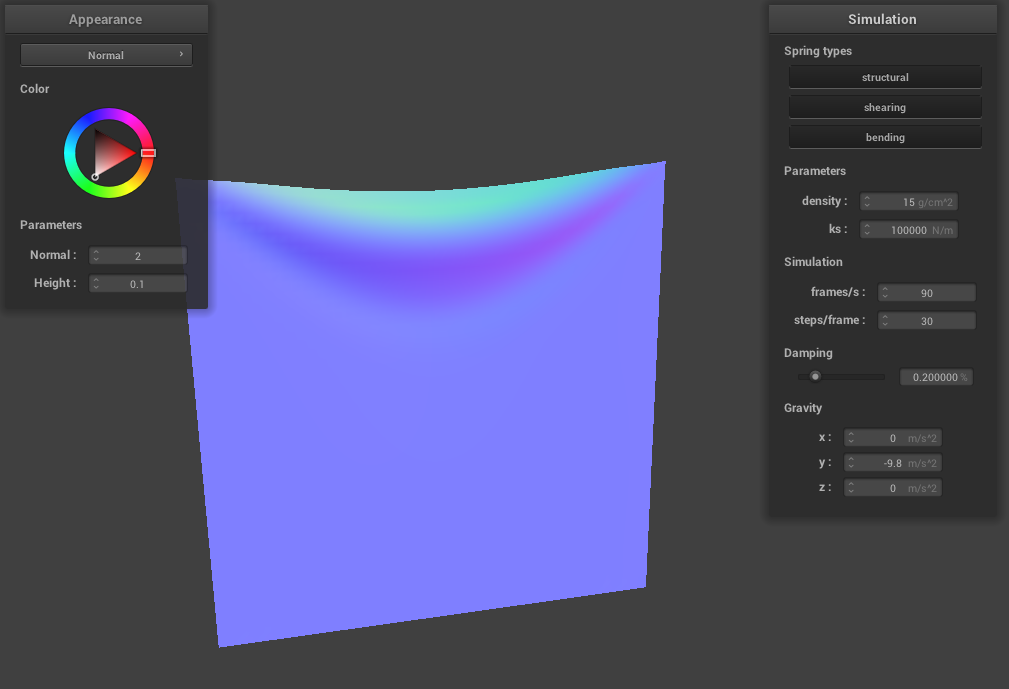 Appearance
Normal
Color
Parameters
Normal : 2
Height : 0.1
Simulation
Spring types
structural
shearing
bending
Parameters
density : 15 g/cm^2
ks : 100000 N/m
Simulation
frames/s : 90
steps/frame : 30
Damping
0.200000 %
Gravity
x : 0 m/s^2
y : -9.8 m/s^2
z : 0 m/s^2